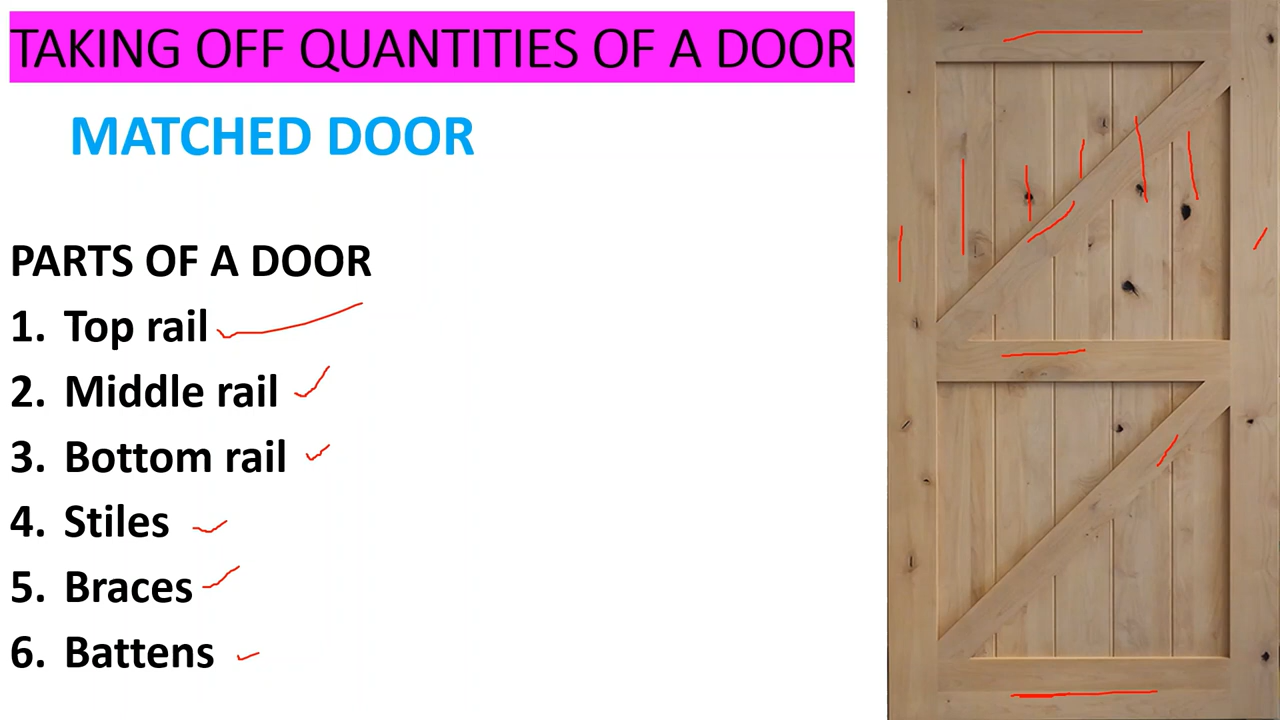 TAKING OFF QUANTITIES OF A DOOR
MATCHED DOOR
PARTS OF A DOOR
1. Top rail
2. Middle rail
3. Bottom rail
4. Stiles
5. Braces
6. Battens